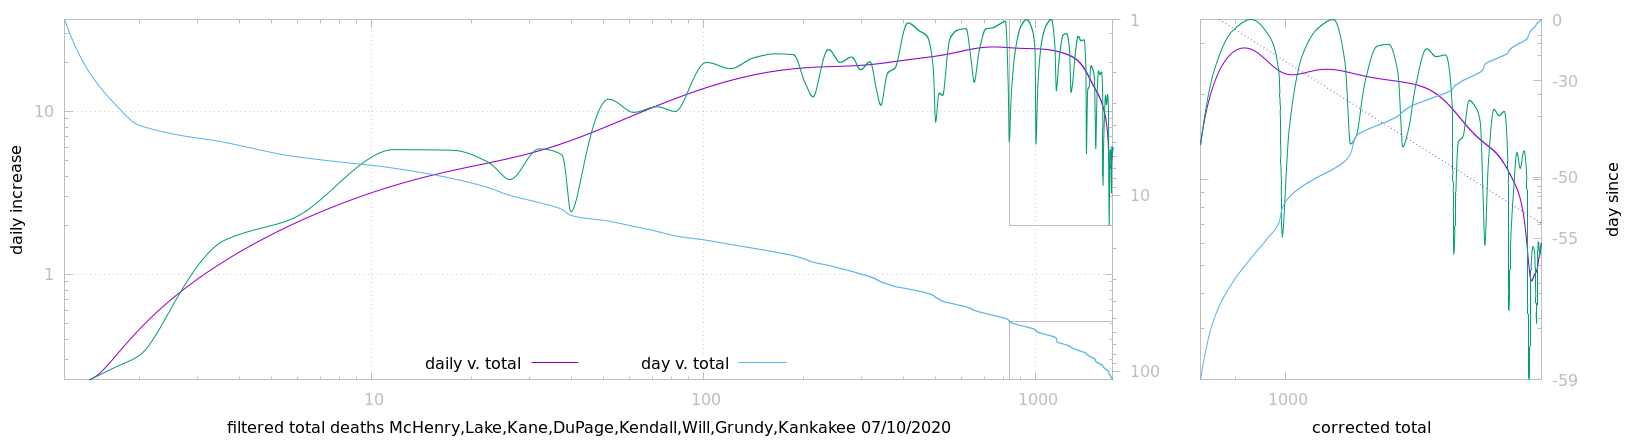 daily increase
10
1
1
10
100
daily v. total
day v. total
10
100
1000
filtered total deaths McHenry,Lake,Kane,DuPage,Kendall,Will,Grundy,Kankakee 07/10/2020
0
-30
-50
-55
-59
day since
1000
corrected total